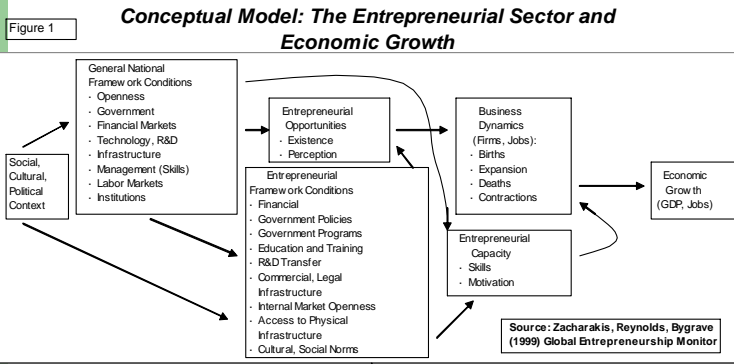 Figure 1
Conceptual Model: The Entrepreneurial Sector and
Economic Growth
Social,
Cultural,
Political
Context
General National
Framework Conditions
· Openness
· Government
· Financial Markets
· Technology, R&D
· Infrastructure
· Management (Skills)
· Labor Markets
· Institutions
Entrepreneurial
Opportunities
· Existence
· Perception
Entrepreneurial
Framework Conditions
· Financial
· Government Policies
· Government Programs
· Education and Training
· R&D Transfer
· Commercial, Legal
Infrastructure
· Internal Market Openness
· Access to Physical
Infrastructure
· Cultural, Social Norms
Business
Dynamics
(Firms, Jobs):
· Births
· Expansion
· Deaths
· Contractions
Entrepreneurial
Capacity
· Skills
· Motivation
Economic
Growth
(GDP, Jobs)
Source: Zacharakis, Reynolds, Bygrave
(1999) Global Entrepreneurship Monitor